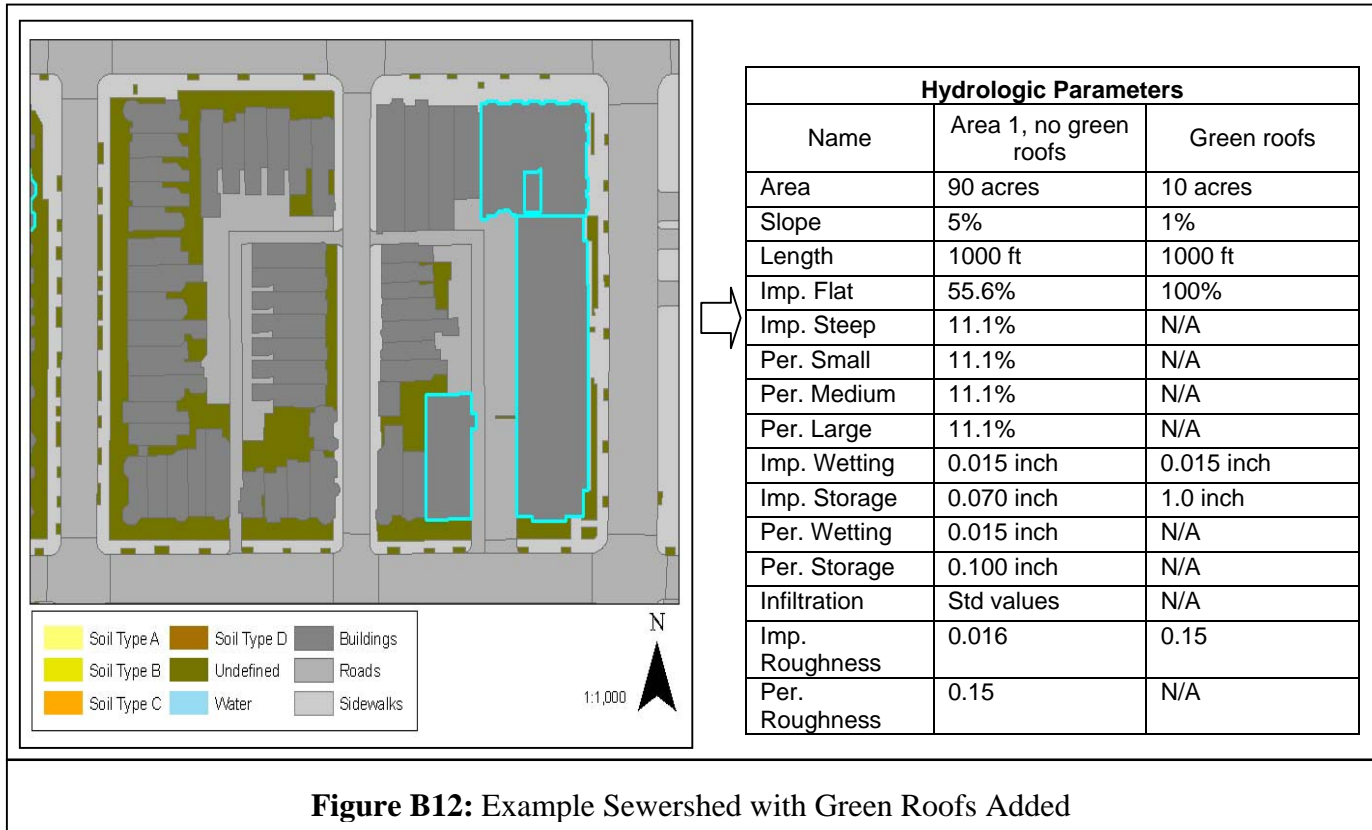 Soil Type A
Soil Type D
Buildings
Soil Type B
Undefined
Roads
Soil Type C
Water
Sidewalks
N
1:1,000
Hydrologic Parameters
Name
Area 1, no green
roofs
Green roofs
Area 90 acres 10 acres
Slope 5% 1%
Length 1000 ft 1000 ft
Imp. Flat 55.6% 100%
Imp. Steep 11.1% N/A
Per. Small 11.1% N/A
Per. Medium 11.1% N/A
Per. Large 11.1% N/A
Imp. Wetting 0.015 inch 0.015 inch
Imp. Storage 0.070 inch 1.0 inch
Per. Wetting 0.015 inch N/A
Per. Storage 0.100 inch N/A
Infiltration Std values N/A
Imp. 0.016 0.15
Roughness
Per. 0.15 N/A
Roughness
Figure B12: Example Sewershed with Green Roofs Added